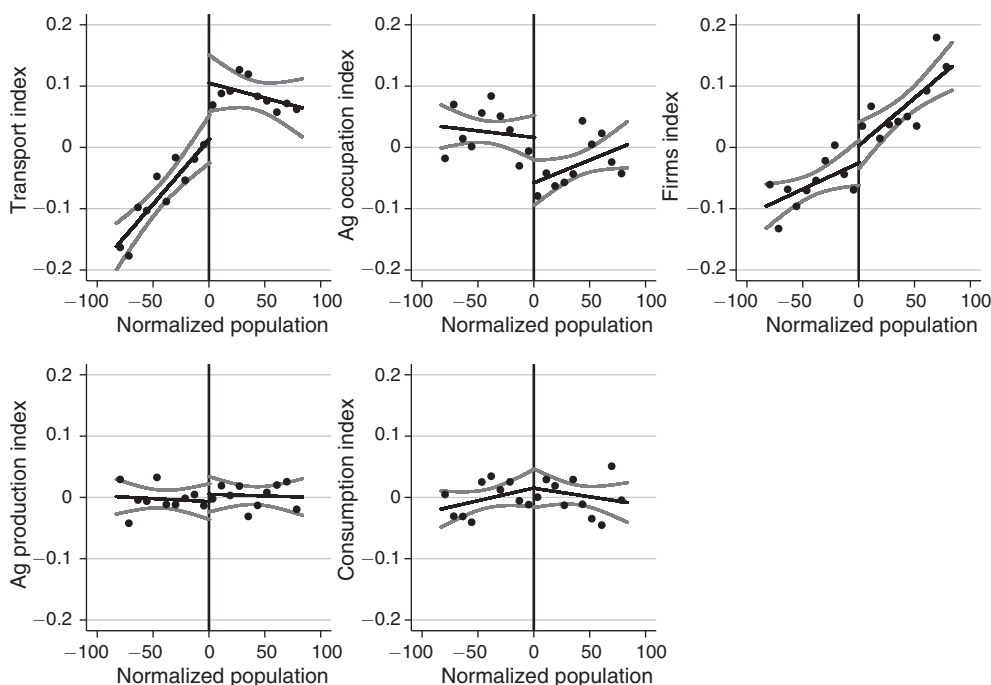 Transport index
0.2
0.1
0
−0.1
−0.2
−100 −50 0 50 100
Normalized population
Ag occupation index
0.2
0.1
0
−0.1
−0.2
−100 −50 0 50 100
Normalized population
Firms index
0.2
0.1
0
−0.1
−0.2
−100 −50 0 50 100
Normalized population
Ag production index
0.2
0.1
0
−0.1
−0.2
−100 −50 0 50 100
Normalized population
Consumption index
0.2
0.1
0
−0.1
−0.2
−100 −50 0 50 100
Normalized population